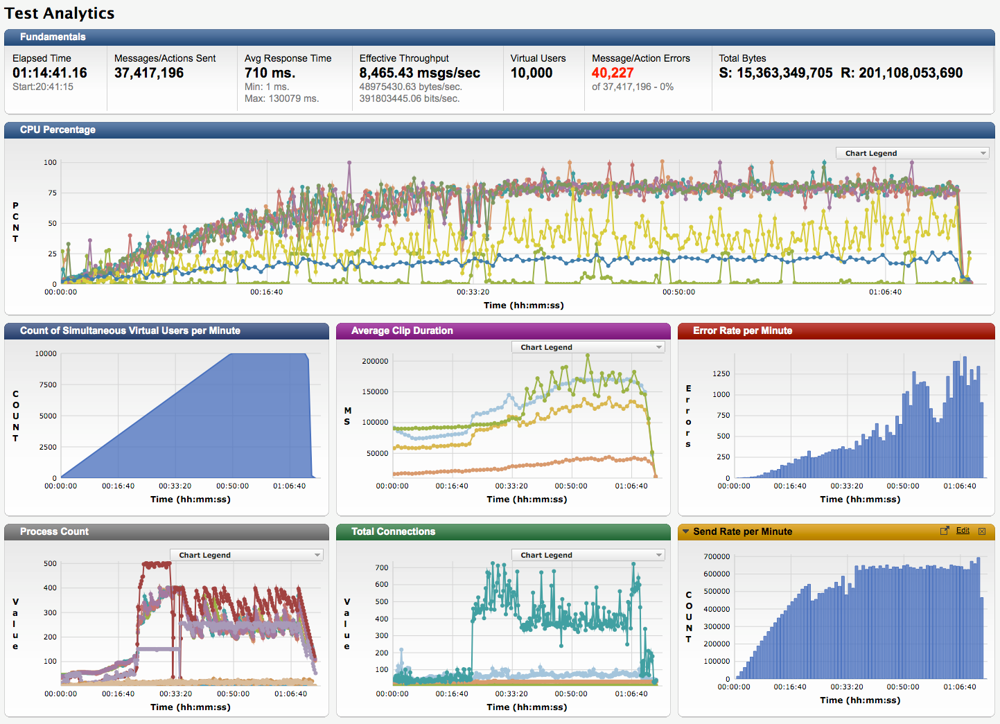 Test Analytics
Fundamentals
Elapsed Time
01:14:41.16
Start:20:41:15
Messages/Actions Sent
37,417,196
Avg Response Time
710 ms.
Min: 1 ms.
Max: 130079 ms.
Effective Throughput
8,465.43 msgs/sec
48975430.63 bytes/sec.
391803445.06 bits/sec.
Virtual Users
10,000
Message/Action Errors
40,227
of 37,417,196 - 0%
Total Bytes
S: 15,363,349,705 R: 201,108,053,690
CPU Percentage
Chart Legend
PCNT
100
75
50
25
0
00:00:00 00:16:40 00:33:20 00:50:00 01:06:40
Time (hh:mm:ss)
Count of Simultaneous Virtual Users per Minute
COUNT
10000
7500
5000
2500
0
00:00:00 00:16:40 00:33:20 00:50:00 01:06:40
Time (hh:mm:ss)
Average Clip Duration
Chart Legend
MS
200000
150000
100000
50000
00:00:00 00:16:40 00:33:20 00:50:00 01:06:40
Time (hh:mm:ss)
Error Rate per Minute
Errors
1250
1000
750
500
250
0
00:00:00 00:16:40 00:33:20 00:50:00 01:06:40
Time (hh:mm:ss)
Process Count
Chart Legend
Value
500
400
300
200
100
00:00:00 00:16:40 00:33:20 00:50:00 01:06:40
Time (hh:mm:ss)
Total Connections
Chart Legend
Value
700
600
500
400
300
200
100
00:00:00 00:16:40 00:33:20 00:50:00 01:06:40
Time (hh:mm:ss)
Send Rate per Minute
Edit
COUNT
700000
600000
500000
400000
300000
200000
100000
0
00:00:00 00:16:40 00:33:20 00:50:00 01:06:40
Time (hh:mm:ss)